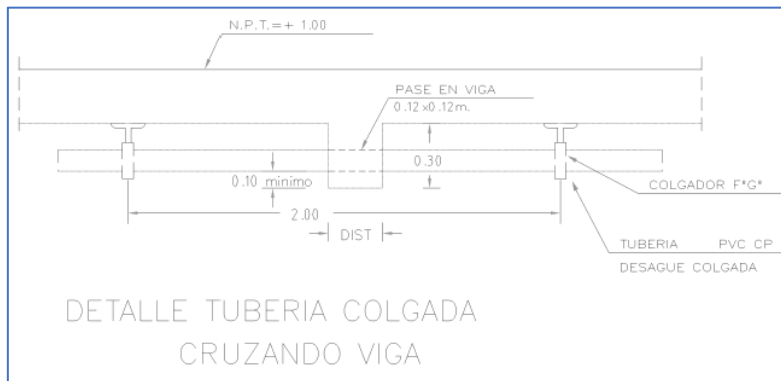 N.P.T.=+ 1.00
PASE EN VIGA
0.12x0.12m.
0.30
0.10 minimo
COLGADOR F°G°
2.00
DIST
TUBERIA PVC CP
DESAGUE COLGADA
DETALLE TUBERIA COLGADA
CRUZANDO VIGA